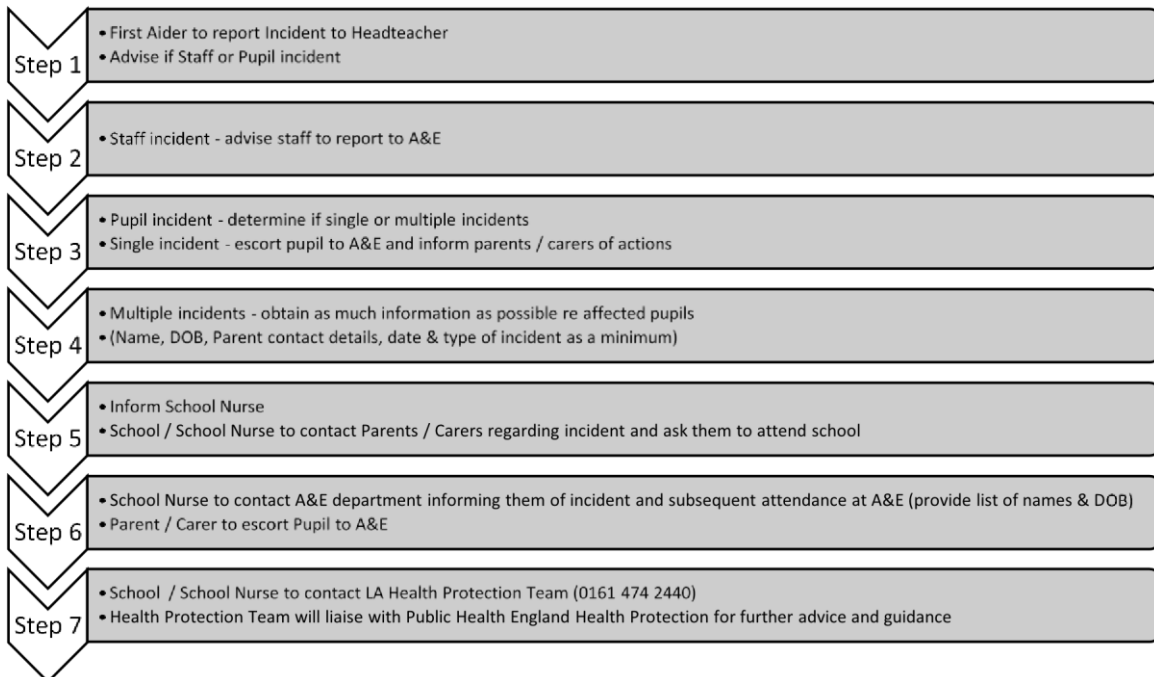 Step 1
• First Aider to report Incident to Headteacher
• Advise if Staff or Pupil incident
Step 2
• Staff incident - advise staff to report to A&E
Step 3
• Pupil incident - determine if single or multiple incidents
• Single incident - escort pupil to A&E and inform parents / carers of actions
Step 4
• Multiple incidents - obtain as much information as possible re affected pupils
• (Name, DOB, Parent contact details, date & type of incident as a minimum)
Step 5
• Inform School Nurse
• School / School Nurse to contact Parents / Carers regarding incident and ask them to attend school
Step 6
• School Nurse to contact A&E department informing them of incident and subsequent attendance at A&E (provide list of names & DOB)
• Parent / Carer to escort Pupil to A&E
Step 7
• School / School Nurse to contact LA Health Protection Team (0161 474 2440)
• Health Protection Team will liaise with Public Health England Health Protection for further advice and guidance